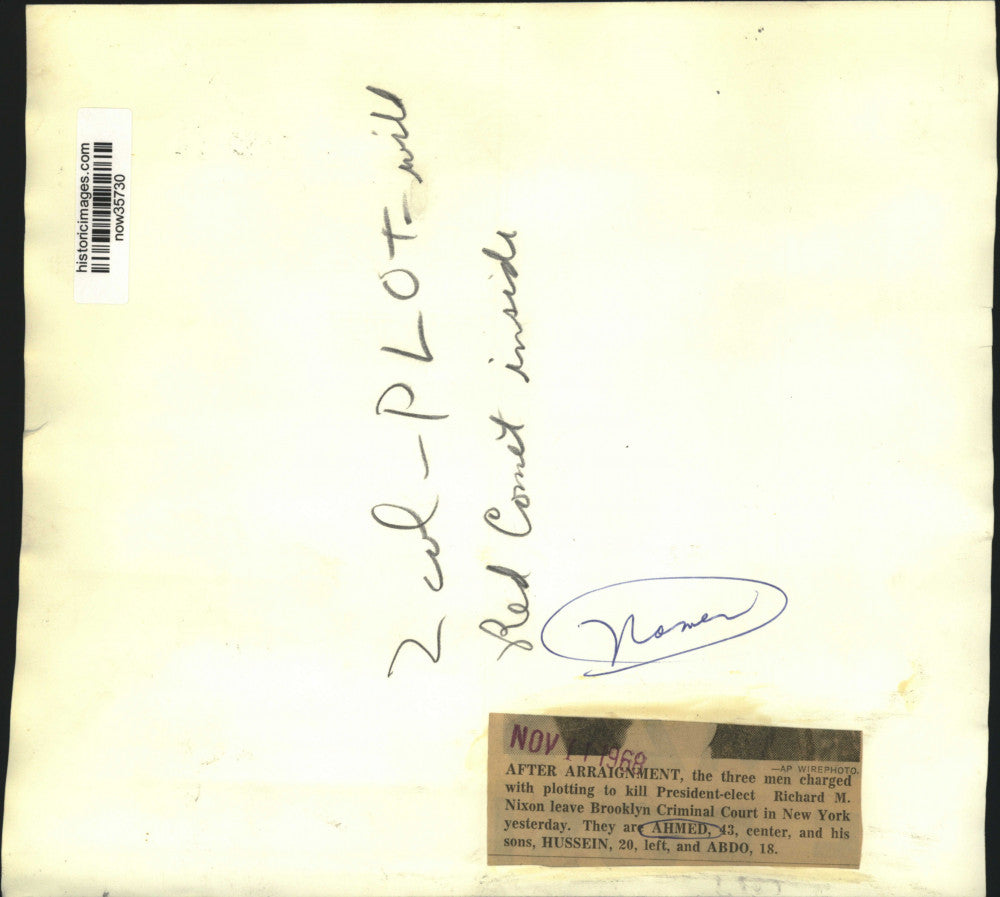 historicimages.com
now35730
2 col - PLOT - will
Red Comet inside
Namer
NOV 11 1968
—AP WIREPHOTO.
AFTER ARRAIGNMENT, the three men charged
with plotting to kill President-elect Richard M.
Nixon leave Brooklyn Criminal Court in New York
yesterday. They are AHMED, 43, center, and his
sons, HUSSEIN, 20, left, and ABDO, 18.